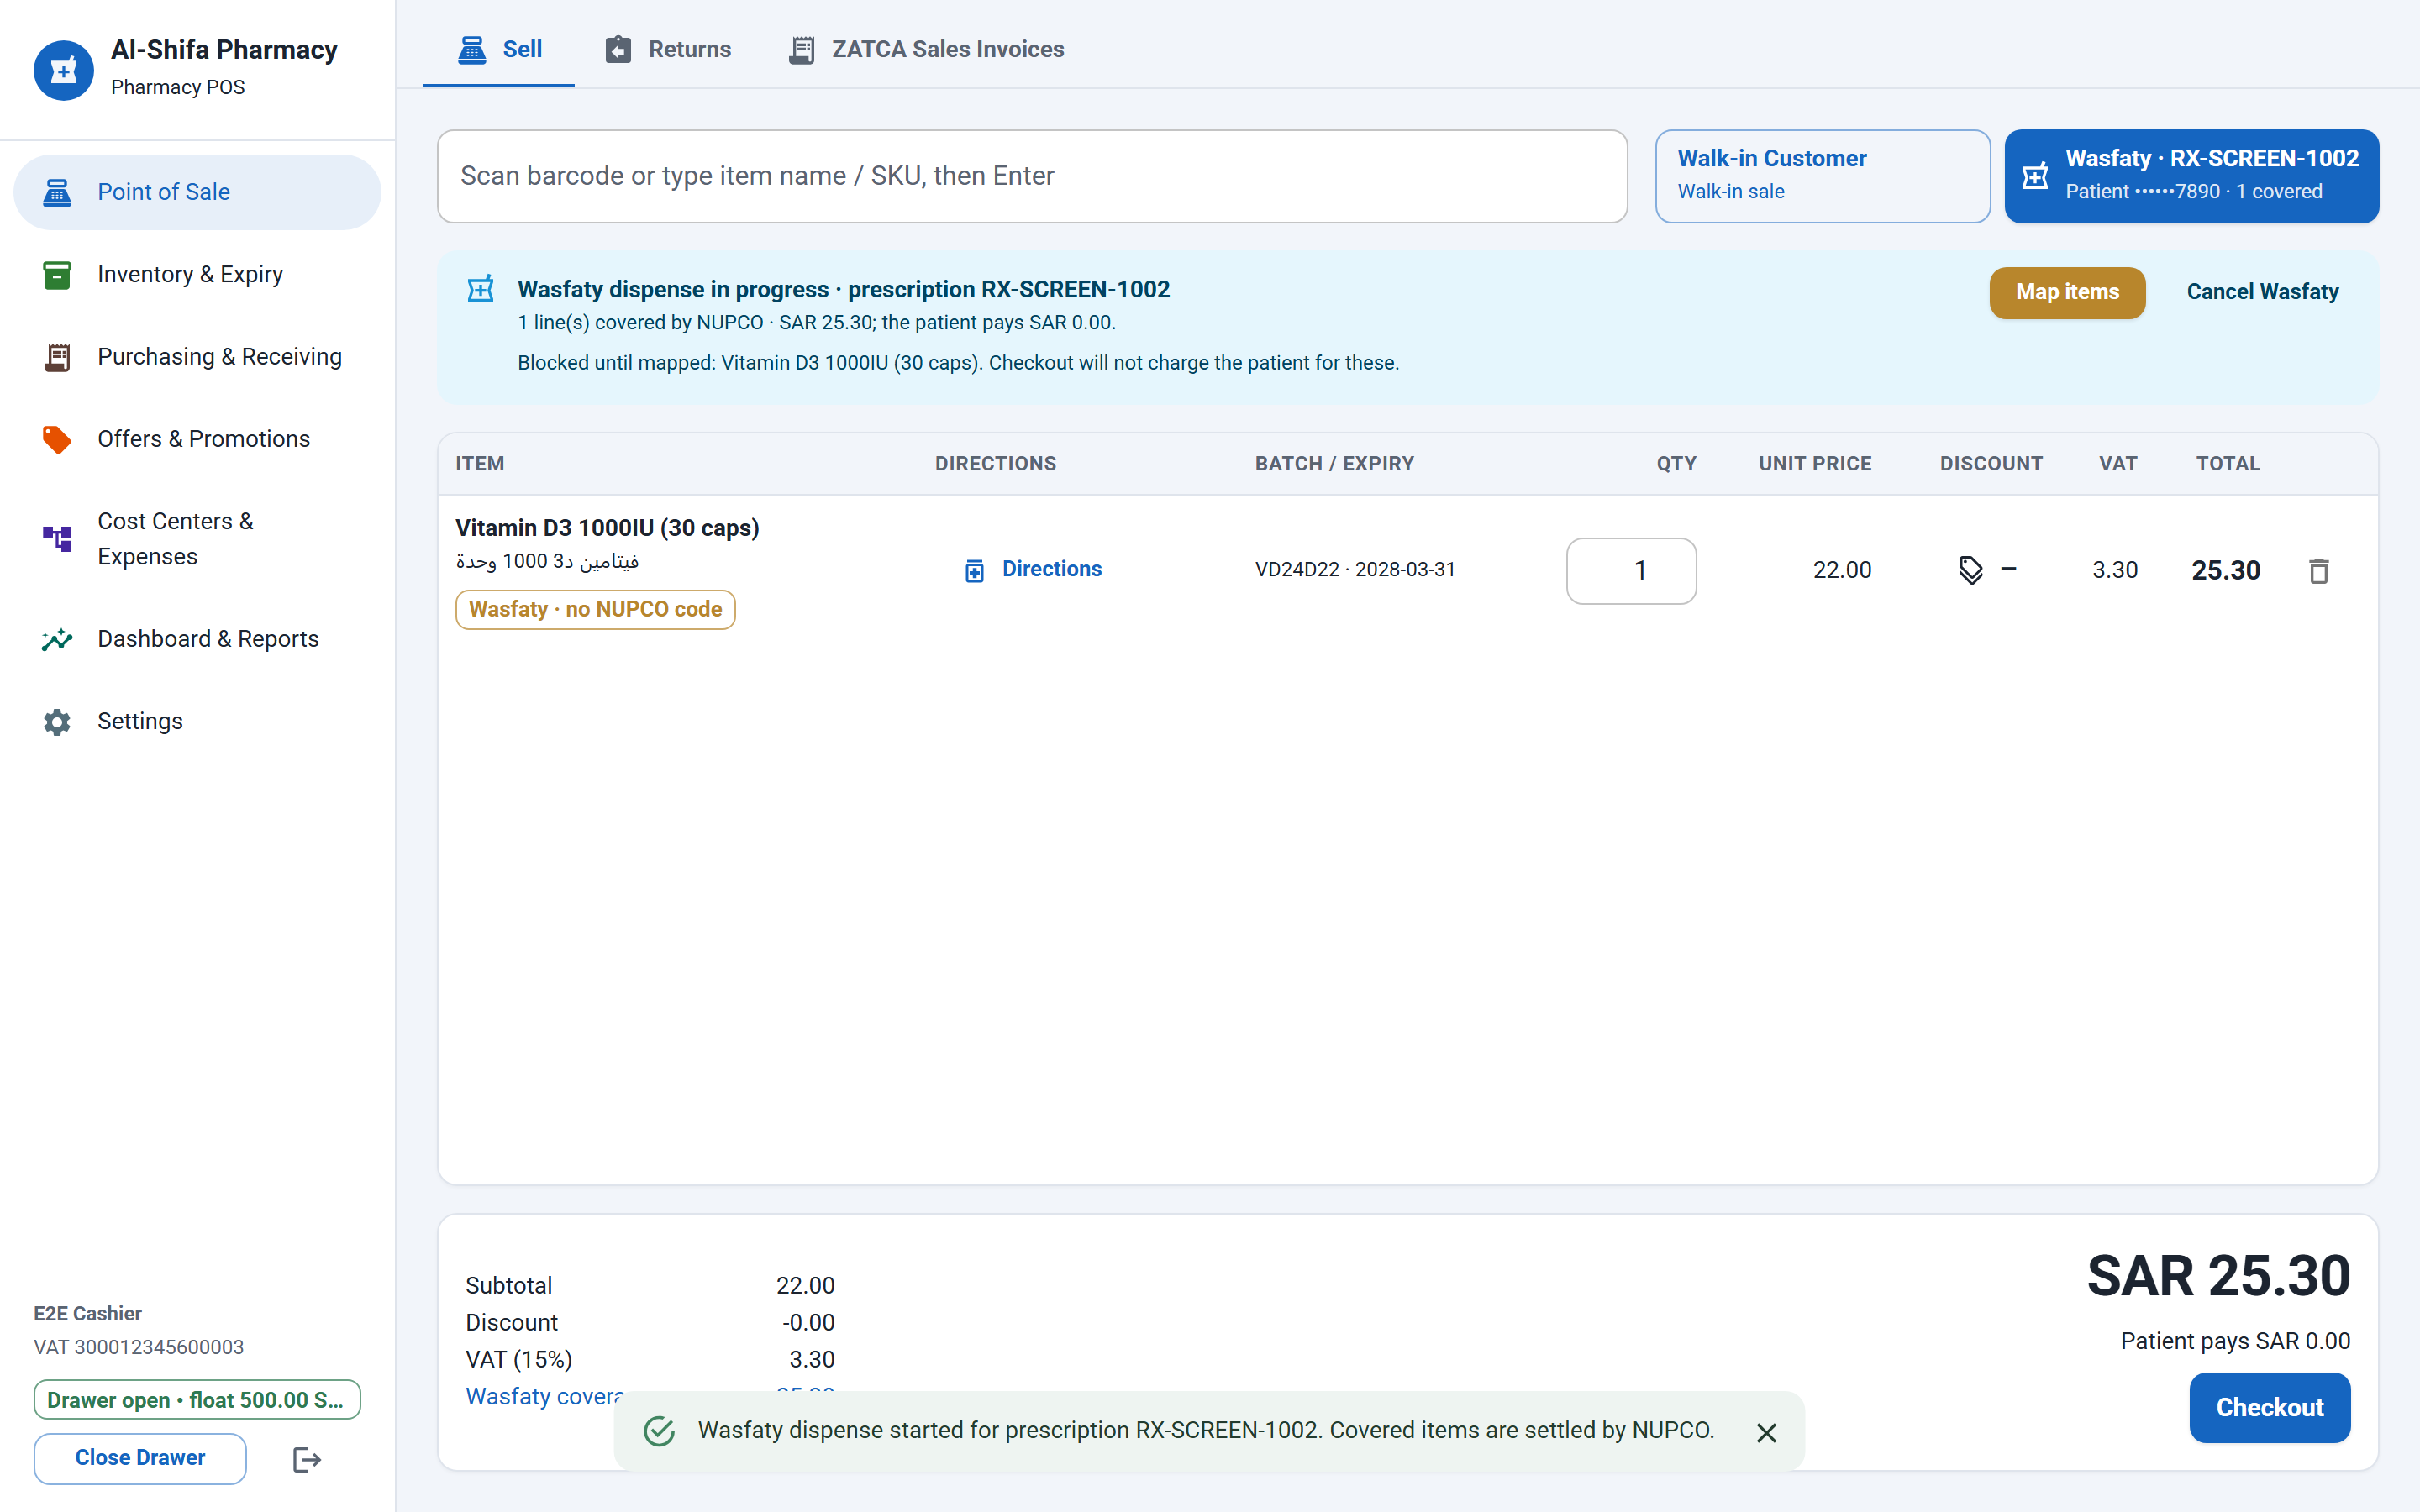 Al-Shifa Pharmacy
Pharmacy POS
Point of Sale
Inventory & Expiry
Purchasing & Receiving
Offers & Promotions
Cost Centers &
Expenses
Dashboard & Reports
Settings
E2E Cashier
VAT 300012345600003
Drawer open • float 500.00 S...
Close Drawer
Sell
Returns
ZATCA Sales Invoices
Scan barcode or type item name / SKU, then Enter
Walk-in Customer
Walk-in sale
Wasfaty · RX-SCREEN-1002
Patient ••••••7890 · 1 covered
Wasfaty dispense in progress · prescription RX-SCREEN-1002
1 line(s) covered by NUPCO · SAR 25.30; the patient pays SAR 0.00.
Blocked until mapped: Vitamin D3 1000IU (30 caps). Checkout will not charge the patient for these.
Map items
Cancel Wasfaty
ITEM DIRECTIONS BATCH / EXPIRY QTY UNIT PRICE DISCOUNT VAT TOTAL
Vitamin D3 1000IU (30 caps)
فيتامين د3 1000 وحدة
Wasfaty · no NUPCO code
Directions
VD24D22 · 2028-03-31
1
22.00
–
3.30
25.30
Subtotal 22.00
Discount -0.00
VAT (15%) 3.30
Wasfaty
SAR 25.30
Patient pays SAR 0.00
Checkout
Wasfaty dispense started for prescription RX-SCREEN-1002. Covered items are settled by NUPCO.